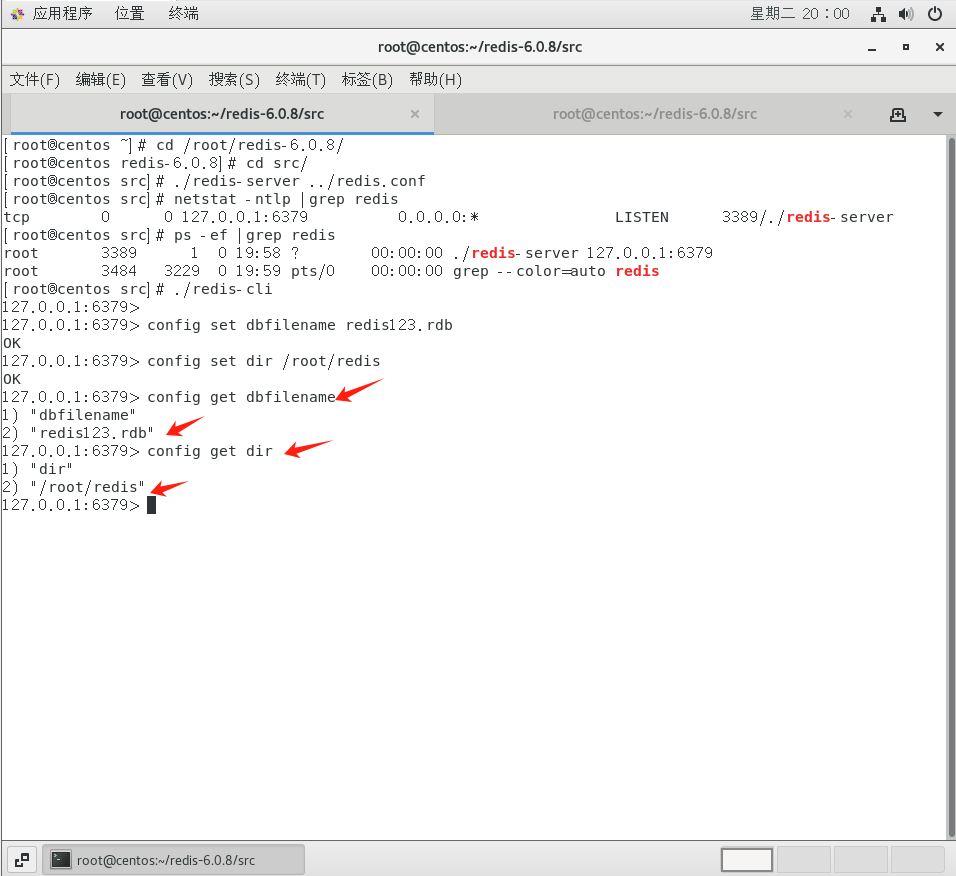 应用程序 位置 终端 星期二 20：00
root@centos:~/redis-6.0.8/src
文件(F) 编辑(E) 查看(V) 搜索(S) 终端(T) 标签(B) 帮助(H)
root@centos:~/redis-6.0.8/src × root@centos:~/redis-6.0.8/src ×
[root@centos ~]# cd /root/redis-6.0.8/
[root@centos redis-6.0.8]# cd src/
[root@centos src]# ./redis-server ../redis.conf
[root@centos src]# netstat -ntlp |grep redis
tcp        0      0 127.0.0.1:6379          0.0.0.0:*               LISTEN      3389/./redis-server
[root@centos src]# ps -ef |grep redis
root       3389      1  0 19:58 ?        00:00:00 ./redis-server 127.0.0.1:6379
root       3484   3229  0 19:59 pts/0    00:00:00 grep --color=auto redis
[root@centos src]# ./redis-cli
127.0.0.1:6379>
127.0.0.1:6379> config set dbfilename redis123.rdb
OK
127.0.0.1:6379> config set dir /root/redis
OK
127.0.0.1:6379> config get dbfilename
1) "dbfilename"
2) "redis123.rdb"
127.0.0.1:6379> config get dir
1) "dir"
2) "/root/redis"
127.0.0.1:6379>
root@centos:~/redis-6.0.8/src